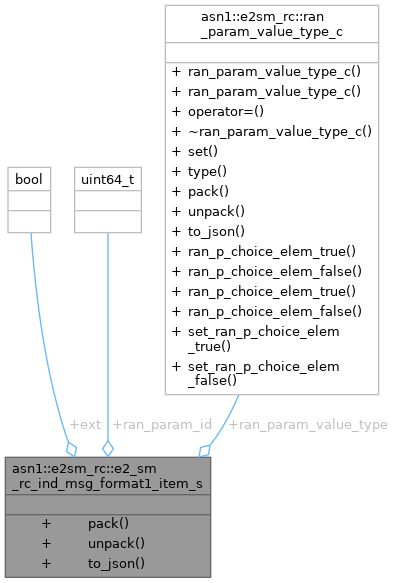 asn1::e2sm_rc::ran
_param_value_type_c
+ ran_param_value_type_c()
+ ran_param_value_type_c()
+ operator=()
+ ~ran_param_value_type_c()
+ set()
+ type()
+ pack()
+ unpack()
+ to_json()
+ ran_p_choice_elem_true()
+ ran_p_choice_elem_false()
+ ran_p_choice_elem_true()
+ ran_p_choice_elem_false()
+ set_ran_p_choice_elem
_true()
+ set_ran_p_choice_elem
_false()
bool
uint64_t
+ext
+ran_param_id
+ran_param_value_type
asn1::e2sm_rc::e2_sm
_rc_ind_msg_format1_item_s
+ pack()
+ unpack()
+ to_json()